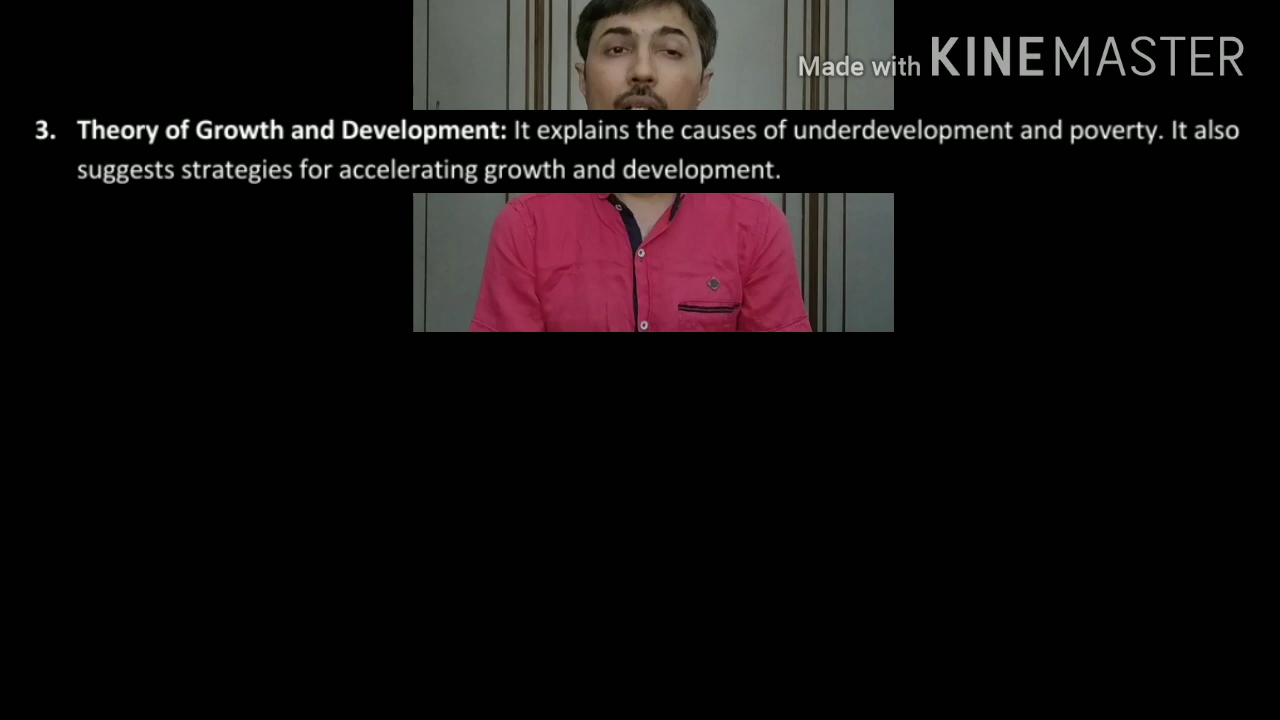 Made with KINEMASTER
3. Theory of Growth and Development: It explains the causes of underdevelopment and poverty. It also
suggests strategies for accelerating growth and development.